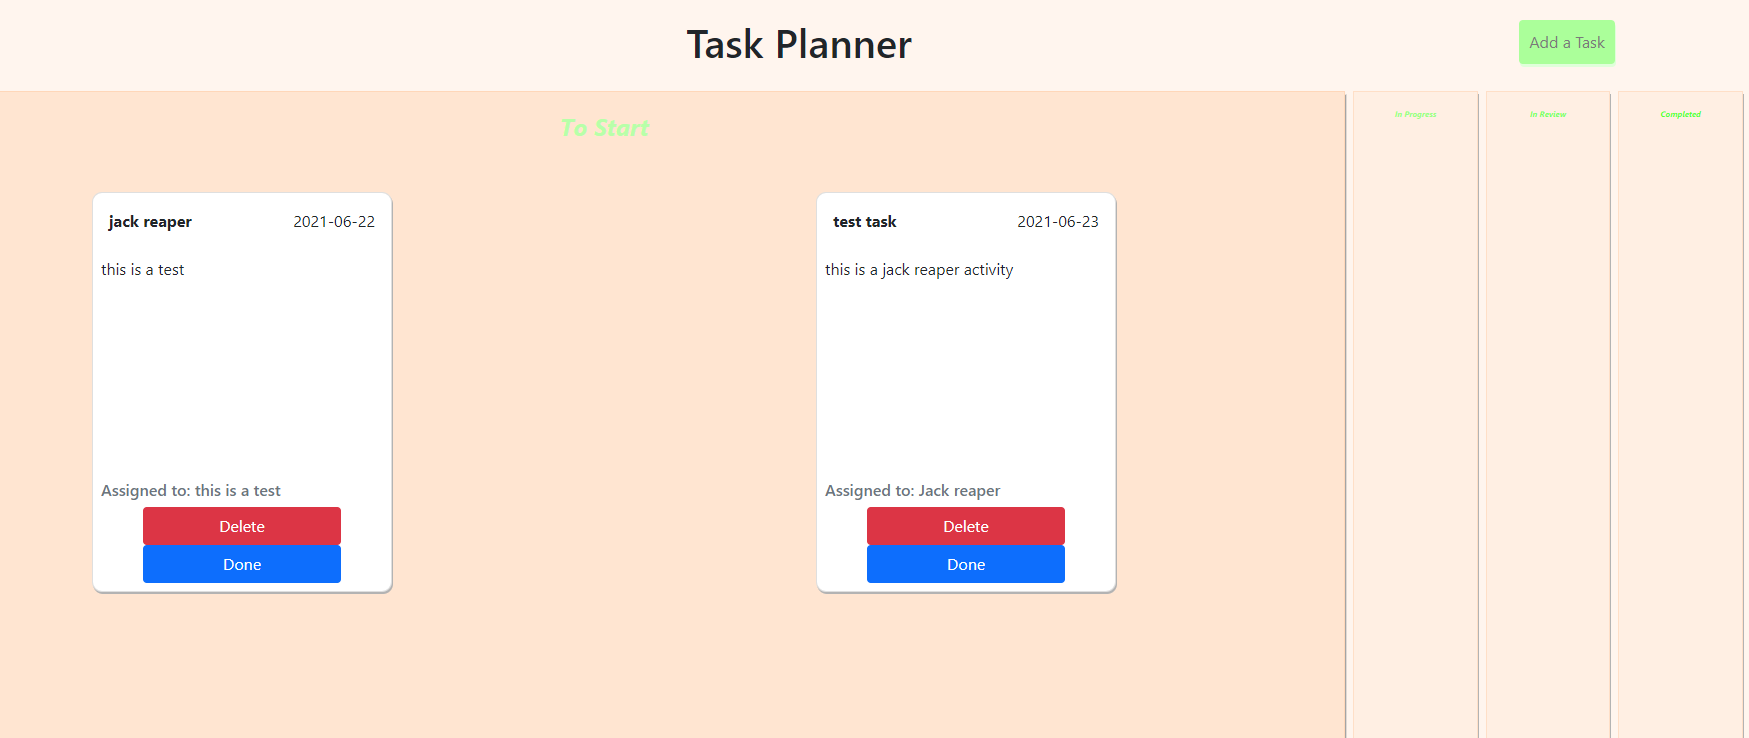 Task Planner
Add a Task
To Start
In Progress
In Review
Completed
jack reaper 2021-06-22
this is a test
Assigned to: this is a test
Delete
Done
test task 2021-06-23
this is a jack reaper activity
Assigned to: Jack reaper
Delete
Done